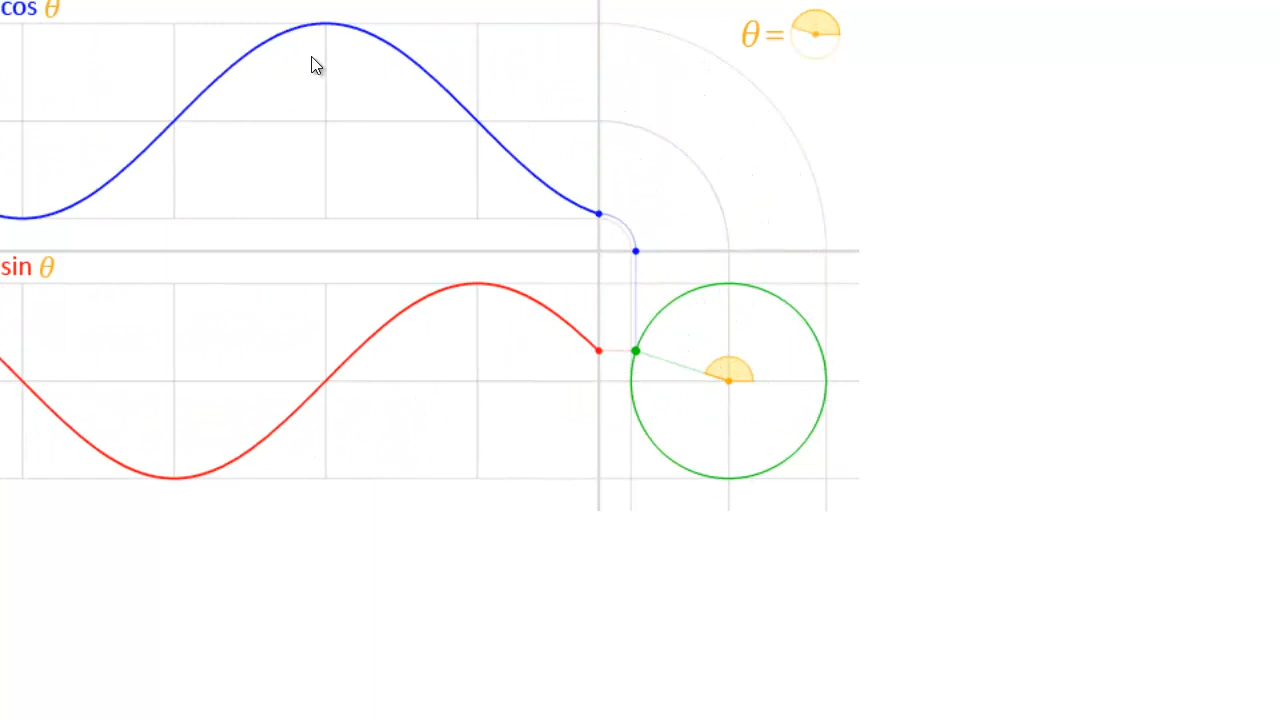 cos θ
θ =
sin θ